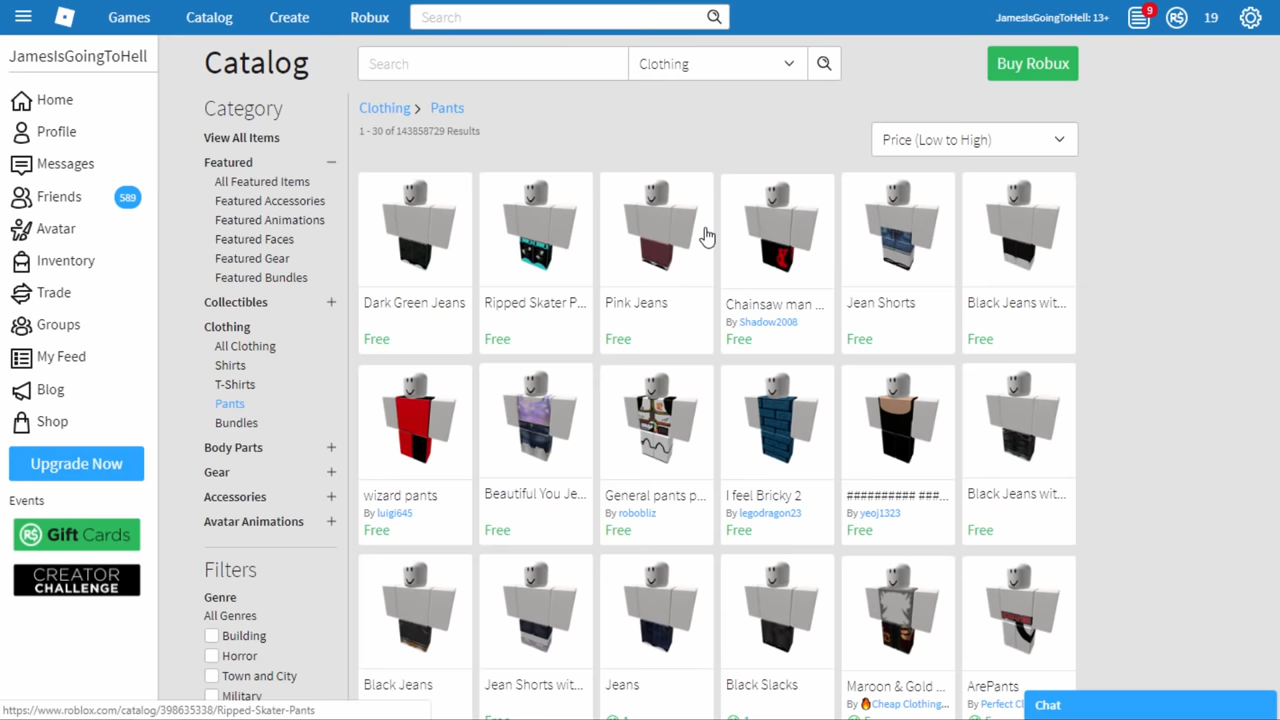 Games
Catalog
Create
Robux
Search
JamesIsGoingToHell: 13+
9
19
JamesIsGoingToHell
Home
Profile
Messages
Friends
589
Avatar
Inventory
Trade
Groups
My Feed
Blog
Shop
Upgrade Now
Events
Gift Cards
CREATOR
CHALLENGE
Catalog
Search
Clothing
Buy Robux
Category
View All Items
Featured
All Featured Items
Featured Accessories
Featured Animations
Featured Faces
Featured Gear
Featured Bundles
Collectibles
Clothing
All Clothing
Shirts
T-Shirts
Pants
Bundles
Body Parts
Gear
Accessories
Avatar Animations
Filters
Genre
All Genres
Building
Horror
Town and City
Military
Clothing > Pants
1 - 30 of 143858729 Results
Price (Low to High)
Dark Green Jeans
Free
Ripped Skater P...
Free
Pink Jeans
Free
Chainsaw man ...
By Shadow2008
Free
Jean Shorts
Free
Black Jeans wit...
Free
wizard pants
By luigi645
Free
Beautiful You Je...
Free
General pants p...
By robobliz
Free
I feel Bricky 2
By legodragon23
Free
########## ###...
By yeoj1323
Free
Black Jeans wit...
Free
Black Jeans
Jean Shorts wit...
Jeans
Black Slacks
Maroon & Gold ...
By 🔥Cheap Clothing...
ArePants
By Perfect Cl
Chat
https://www.roblox.com/catalog/398635338/Ripped-Skater-Pants